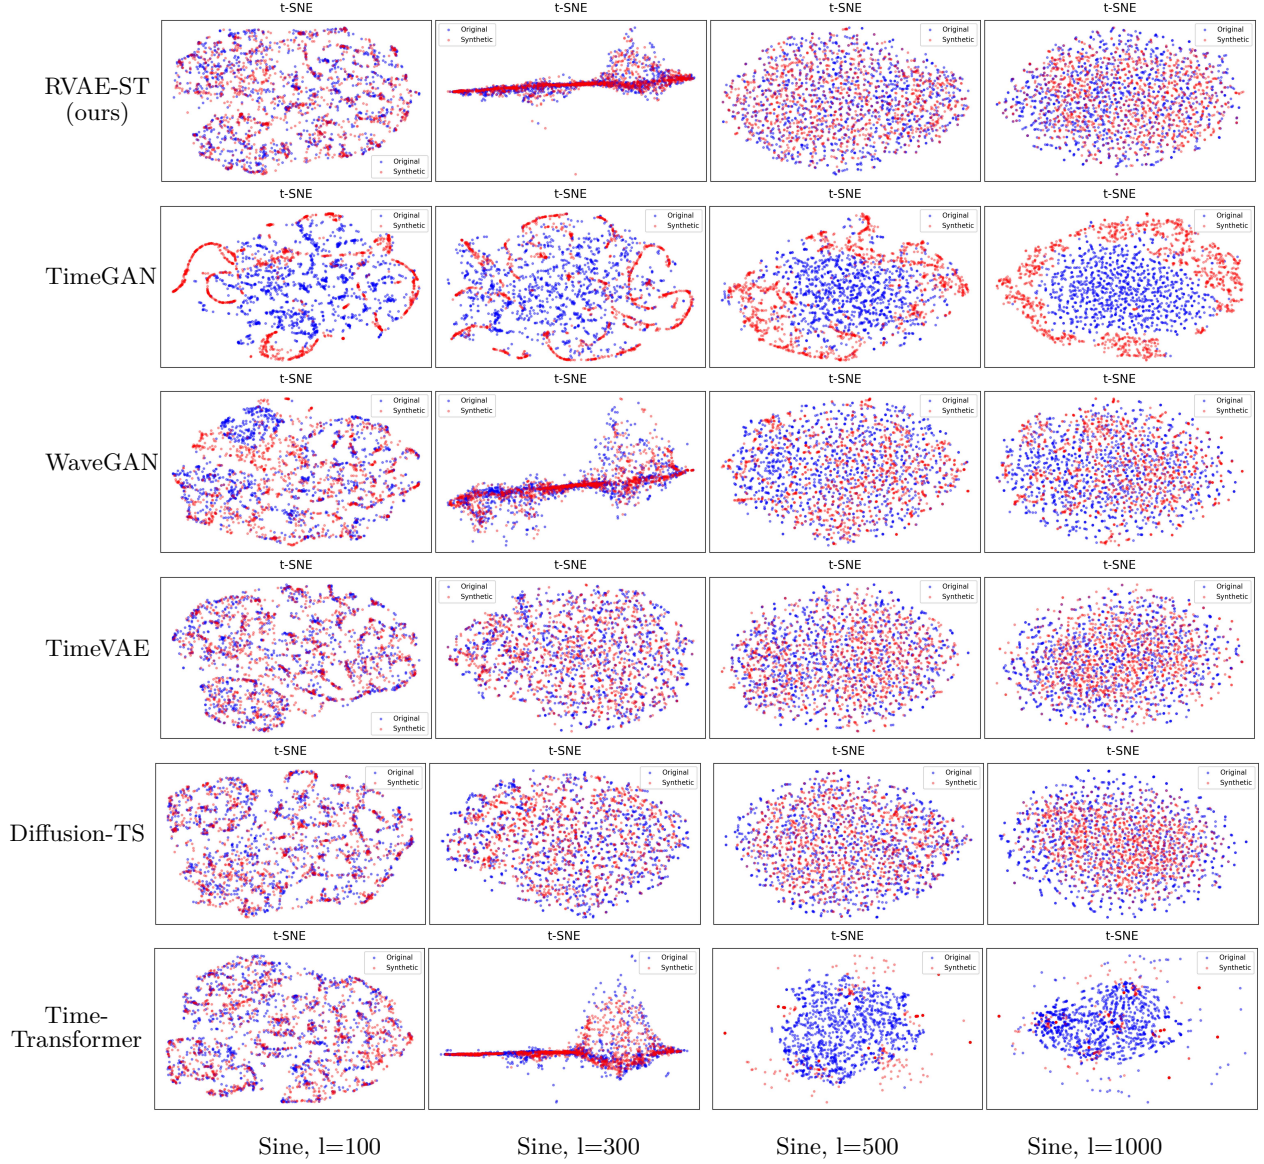 t-SNE t-SNE t-SNE t-SNE
RVAE-ST
(ours)
Original
Synthetic
Original
Synthetic
Original
Synthetic
Original
Synthetic
t-SNE t-SNE t-SNE t-SNE
TimeGAN
Original
Synthetic
Original
Synthetic
Original
Synthetic
Original
Synthetic
t-SNE t-SNE t-SNE t-SNE
WaveGAN
Original
Synthetic
Original
Synthetic
Original
Synthetic
Original
Synthetic
t-SNE t-SNE t-SNE t-SNE
TimeVAE
Original
Synthetic
Original
Synthetic
Original
Synthetic
Original
Synthetic
t-SNE t-SNE t-SNE t-SNE
Diffusion-TS
Original
Synthetic
Original
Synthetic
Original
Synthetic
Original
Synthetic
t-SNE t-SNE t-SNE t-SNE
Time-
Transformer
Original
Synthetic
Original
Synthetic
Original
Synthetic
Original
Synthetic
Sine, l=100 Sine, l=300 Sine, l=500 Sine, l=1000